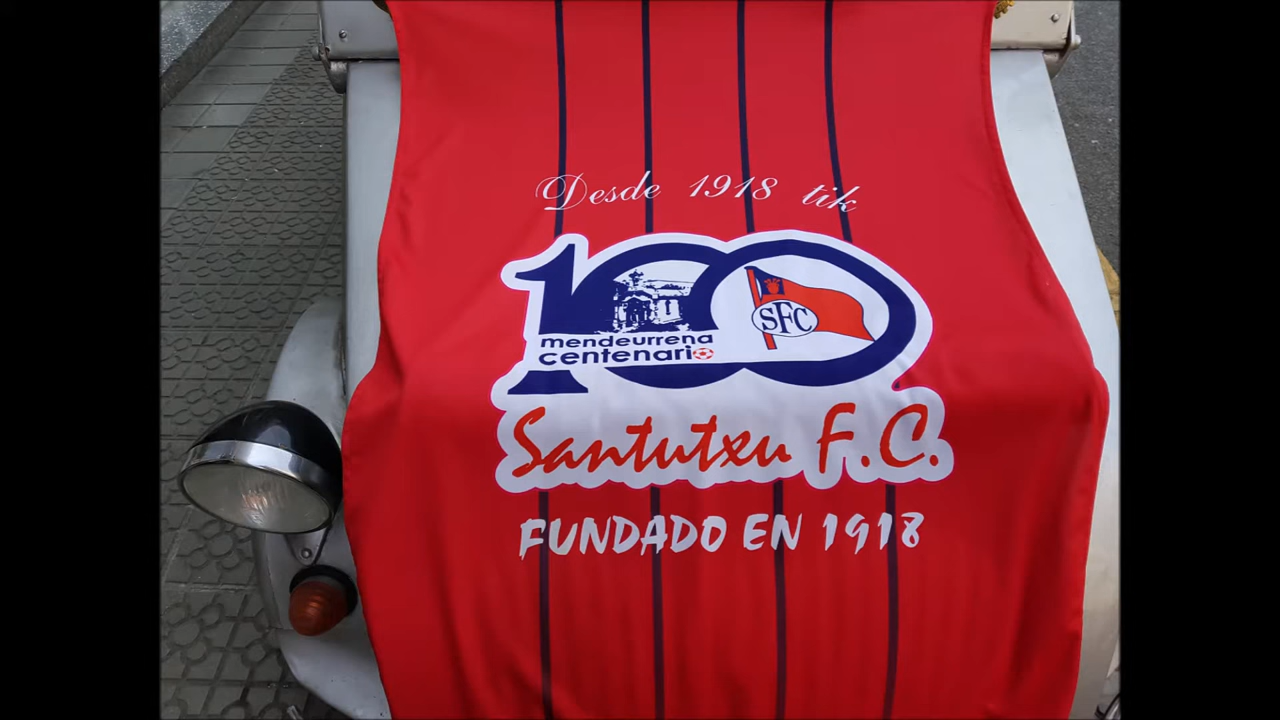 Desde 1918 tik
100
mendeurrena
centenario
SFC
Santutxu F.C.
FUNDADO EN 1918